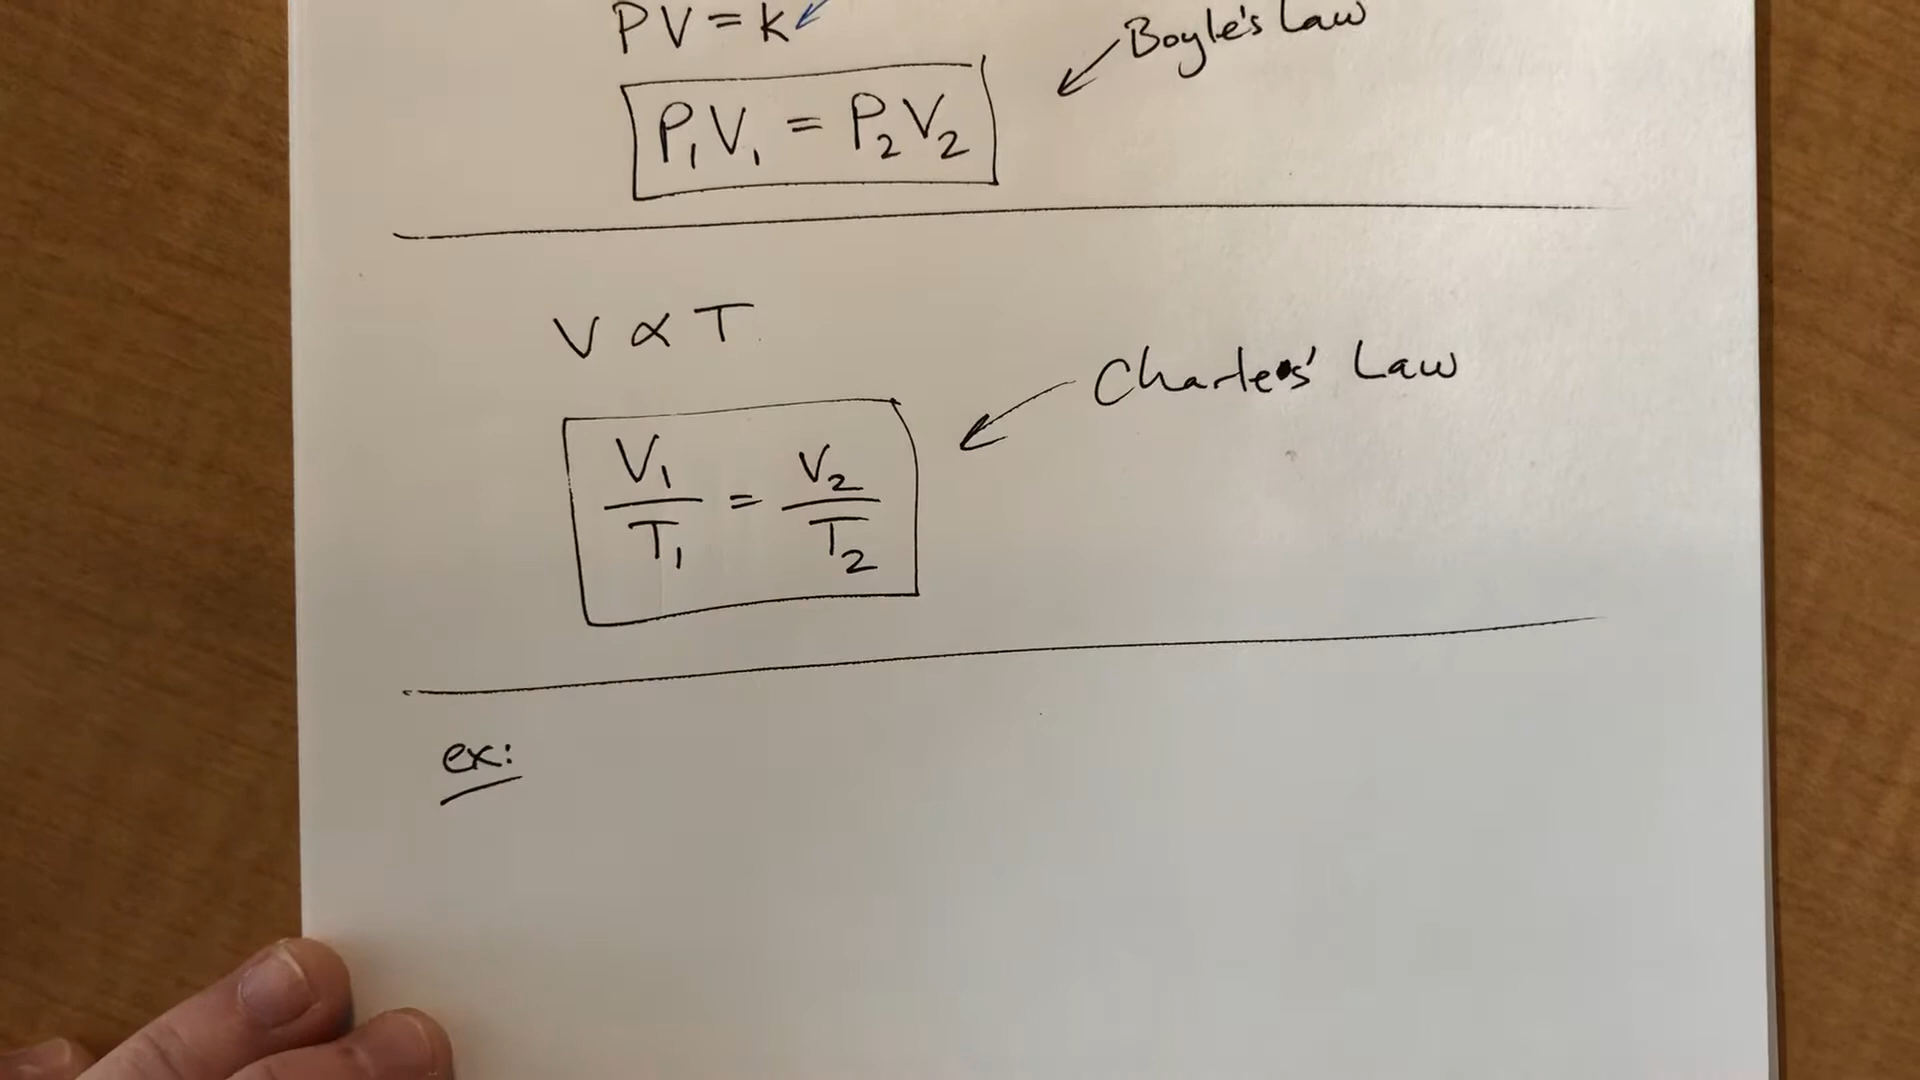 PV = k
Boyle's Law
P₁V₁ = P₂V₂
V ∝ T
Charles' Law
V₁/T₁ = V₂/T₂
ex: